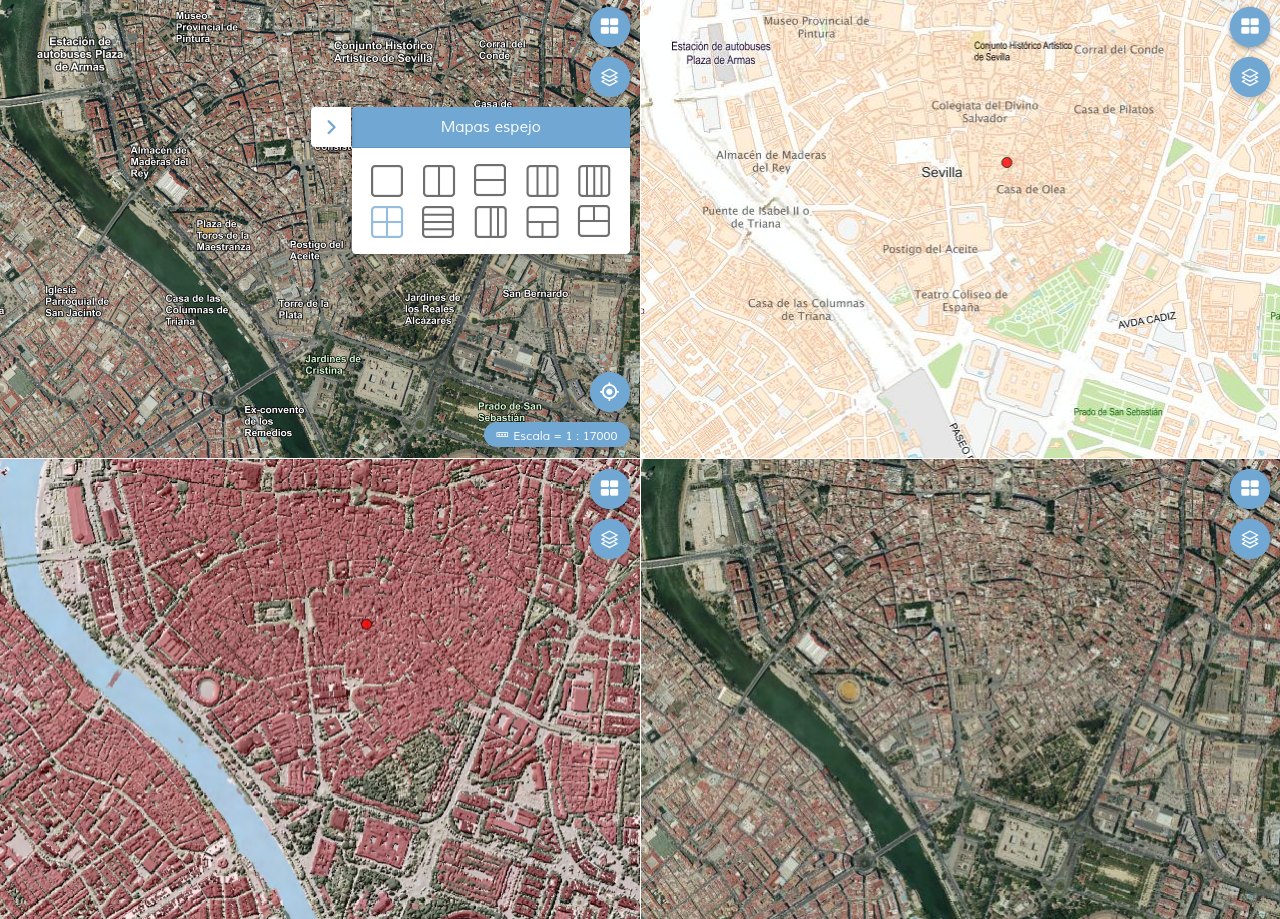 Museo
Provincial de
Pintura
Estación de
autobuses Plaza
de Armas
Conjunto Histórico
Artístico de Sevilla
Corral del
Conde
Casa de
Mapas espejo
Almacén de
Maderas del
Rey
Plaza de
Toros de la
Maestranza
Postigo del
Aceite
Iglesia
Parroquial de
San Jacinto
Casa de las
Columnas de
Triana
Torre de la
Plata
Jardines de
los Reales
Alcazares
San Bernardo
Jardines de
Cristina
Ex-convento
de los
Remedios
Prado de San
Sebastián
Escala = 1 : 17000
Museo Provincial de
Pintura
Estación de autobuses
Plaza de Armas
Conjunto Histórico Artístico
de Sevilla
Corral del Conde
Colegiata del Divino
Salvador
Casa de Pilatos
Almacén de Maderas
del Rey
Sevilla
Casa de Olea
Puente de Isabel II o
de Triana
Postigo del Aceite
Casa de las Columnas
de Triana
Teatro Coliseo de
España
AVDA CADIZ
Prado de San Sebastián
PASEO